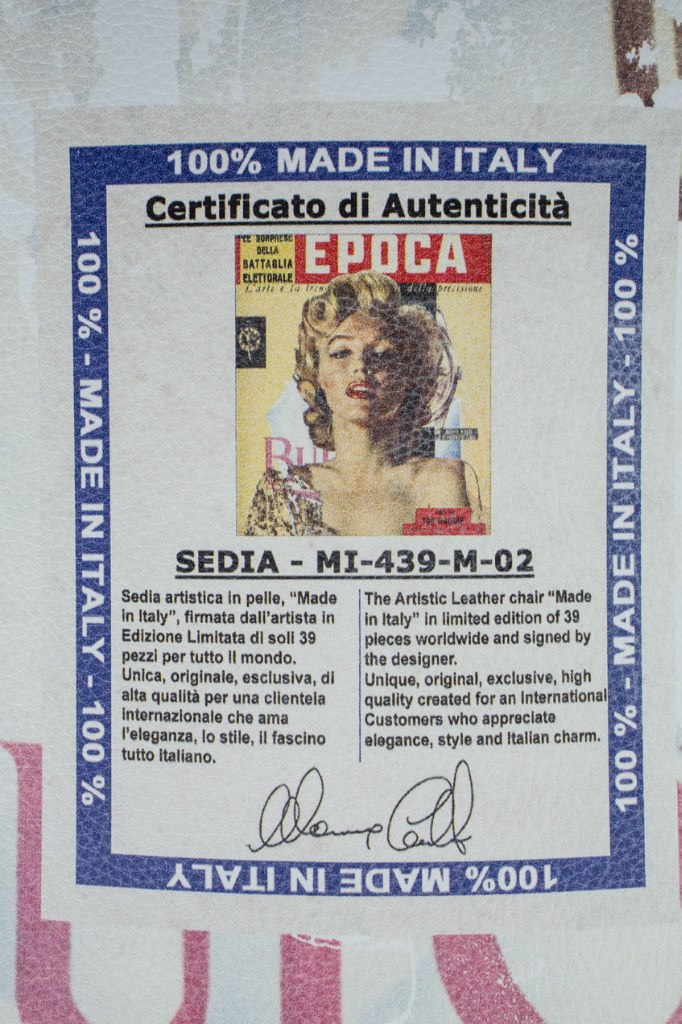 100% MADE IN ITALY
Certificato di Autenticità
LE SORPRESE
DELLA
BATTAGLIA
ELETTORALE
EPOCA
L'arte e la della precisione
SEDIA - MI-439-M-02
Sedia artistica in pelle, “Made
in Italy”, firmata dall'artista in
Edizione Limitata di soli 39
pezzi per tutto il mondo.
Unica, originale, esclusiva, di
alta qualità per una clientela
internazionale che ama
l'eleganza, lo stile, il fascino
tutto Italiano.
The Artistic Leather chair “Made
in Italy” in limited edition of 39
pieces worldwide and signed by
the designer.
Unique, original, exclusive, high
quality created for an International
Customers who appreciate
elegance, style and Italian charm.
100 % - MADE IN ITALY - 100 %
100 % - MADE IN ITALY - 100 %
100% MADE IN ITALY